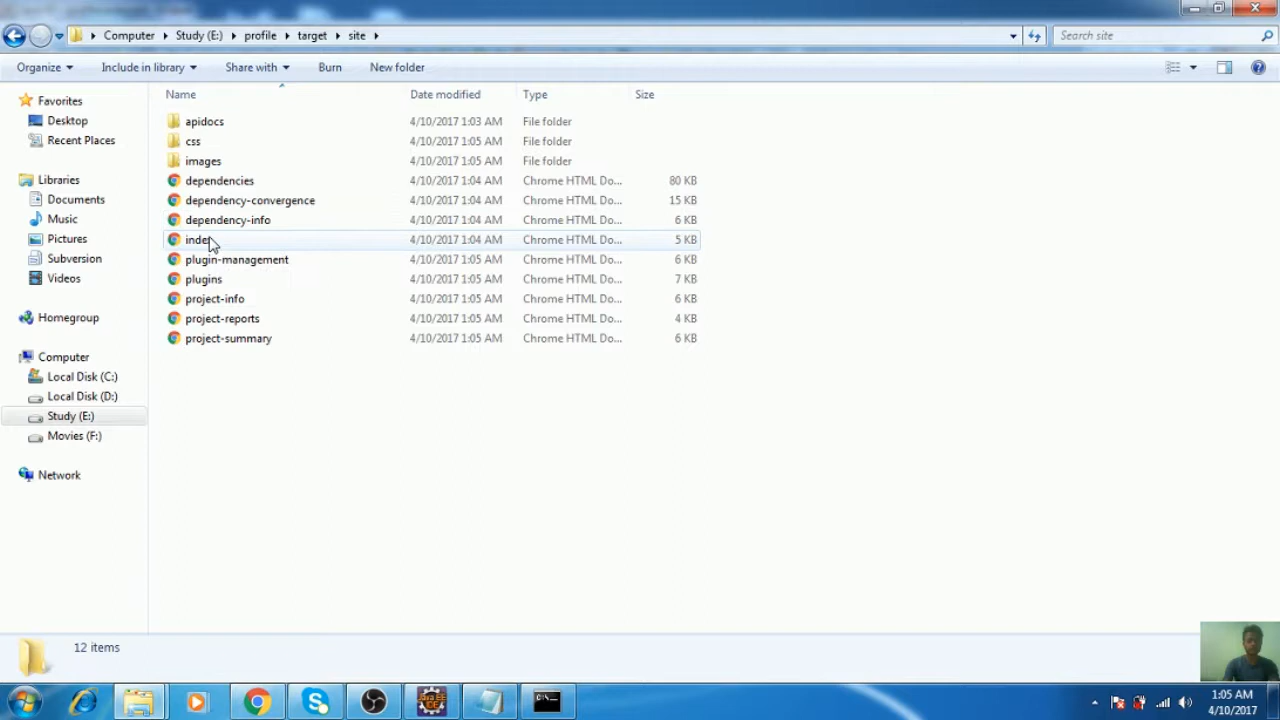 Computer Study (E:) profile target site Search site
Organize Include in library Share with Burn New folder
Favorites
Desktop
Recent Places
Libraries
Documents
Music
Pictures
Subversion
Videos
Homegroup
Computer
Local Disk (C:)
Local Disk (D:)
Study (E:)
Movies (F:)
Network
Name Date modified Type Size
apidocs 4/10/2017 1:03 AM File folder
css 4/10/2017 1:05 AM File folder
images 4/10/2017 1:05 AM File folder
dependencies 4/10/2017 1:04 AM Chrome HTML Do... 80 KB
dependency-convergence 4/10/2017 1:04 AM Chrome HTML Do... 15 KB
dependency-info 4/10/2017 1:04 AM Chrome HTML Do... 6 KB
index 4/10/2017 1:04 AM Chrome HTML Do... 5 KB
plugin-management 4/10/2017 1:05 AM Chrome HTML Do... 6 KB
plugins 4/10/2017 1:05 AM Chrome HTML Do... 7 KB
project-info 4/10/2017 1:05 AM Chrome HTML Do... 6 KB
project-reports 4/10/2017 1:05 AM Chrome HTML Do... 4 KB
project-summary 4/10/2017 1:05 AM Chrome HTML Do... 6 KB
12 items
1:05 AM
4/10/2017